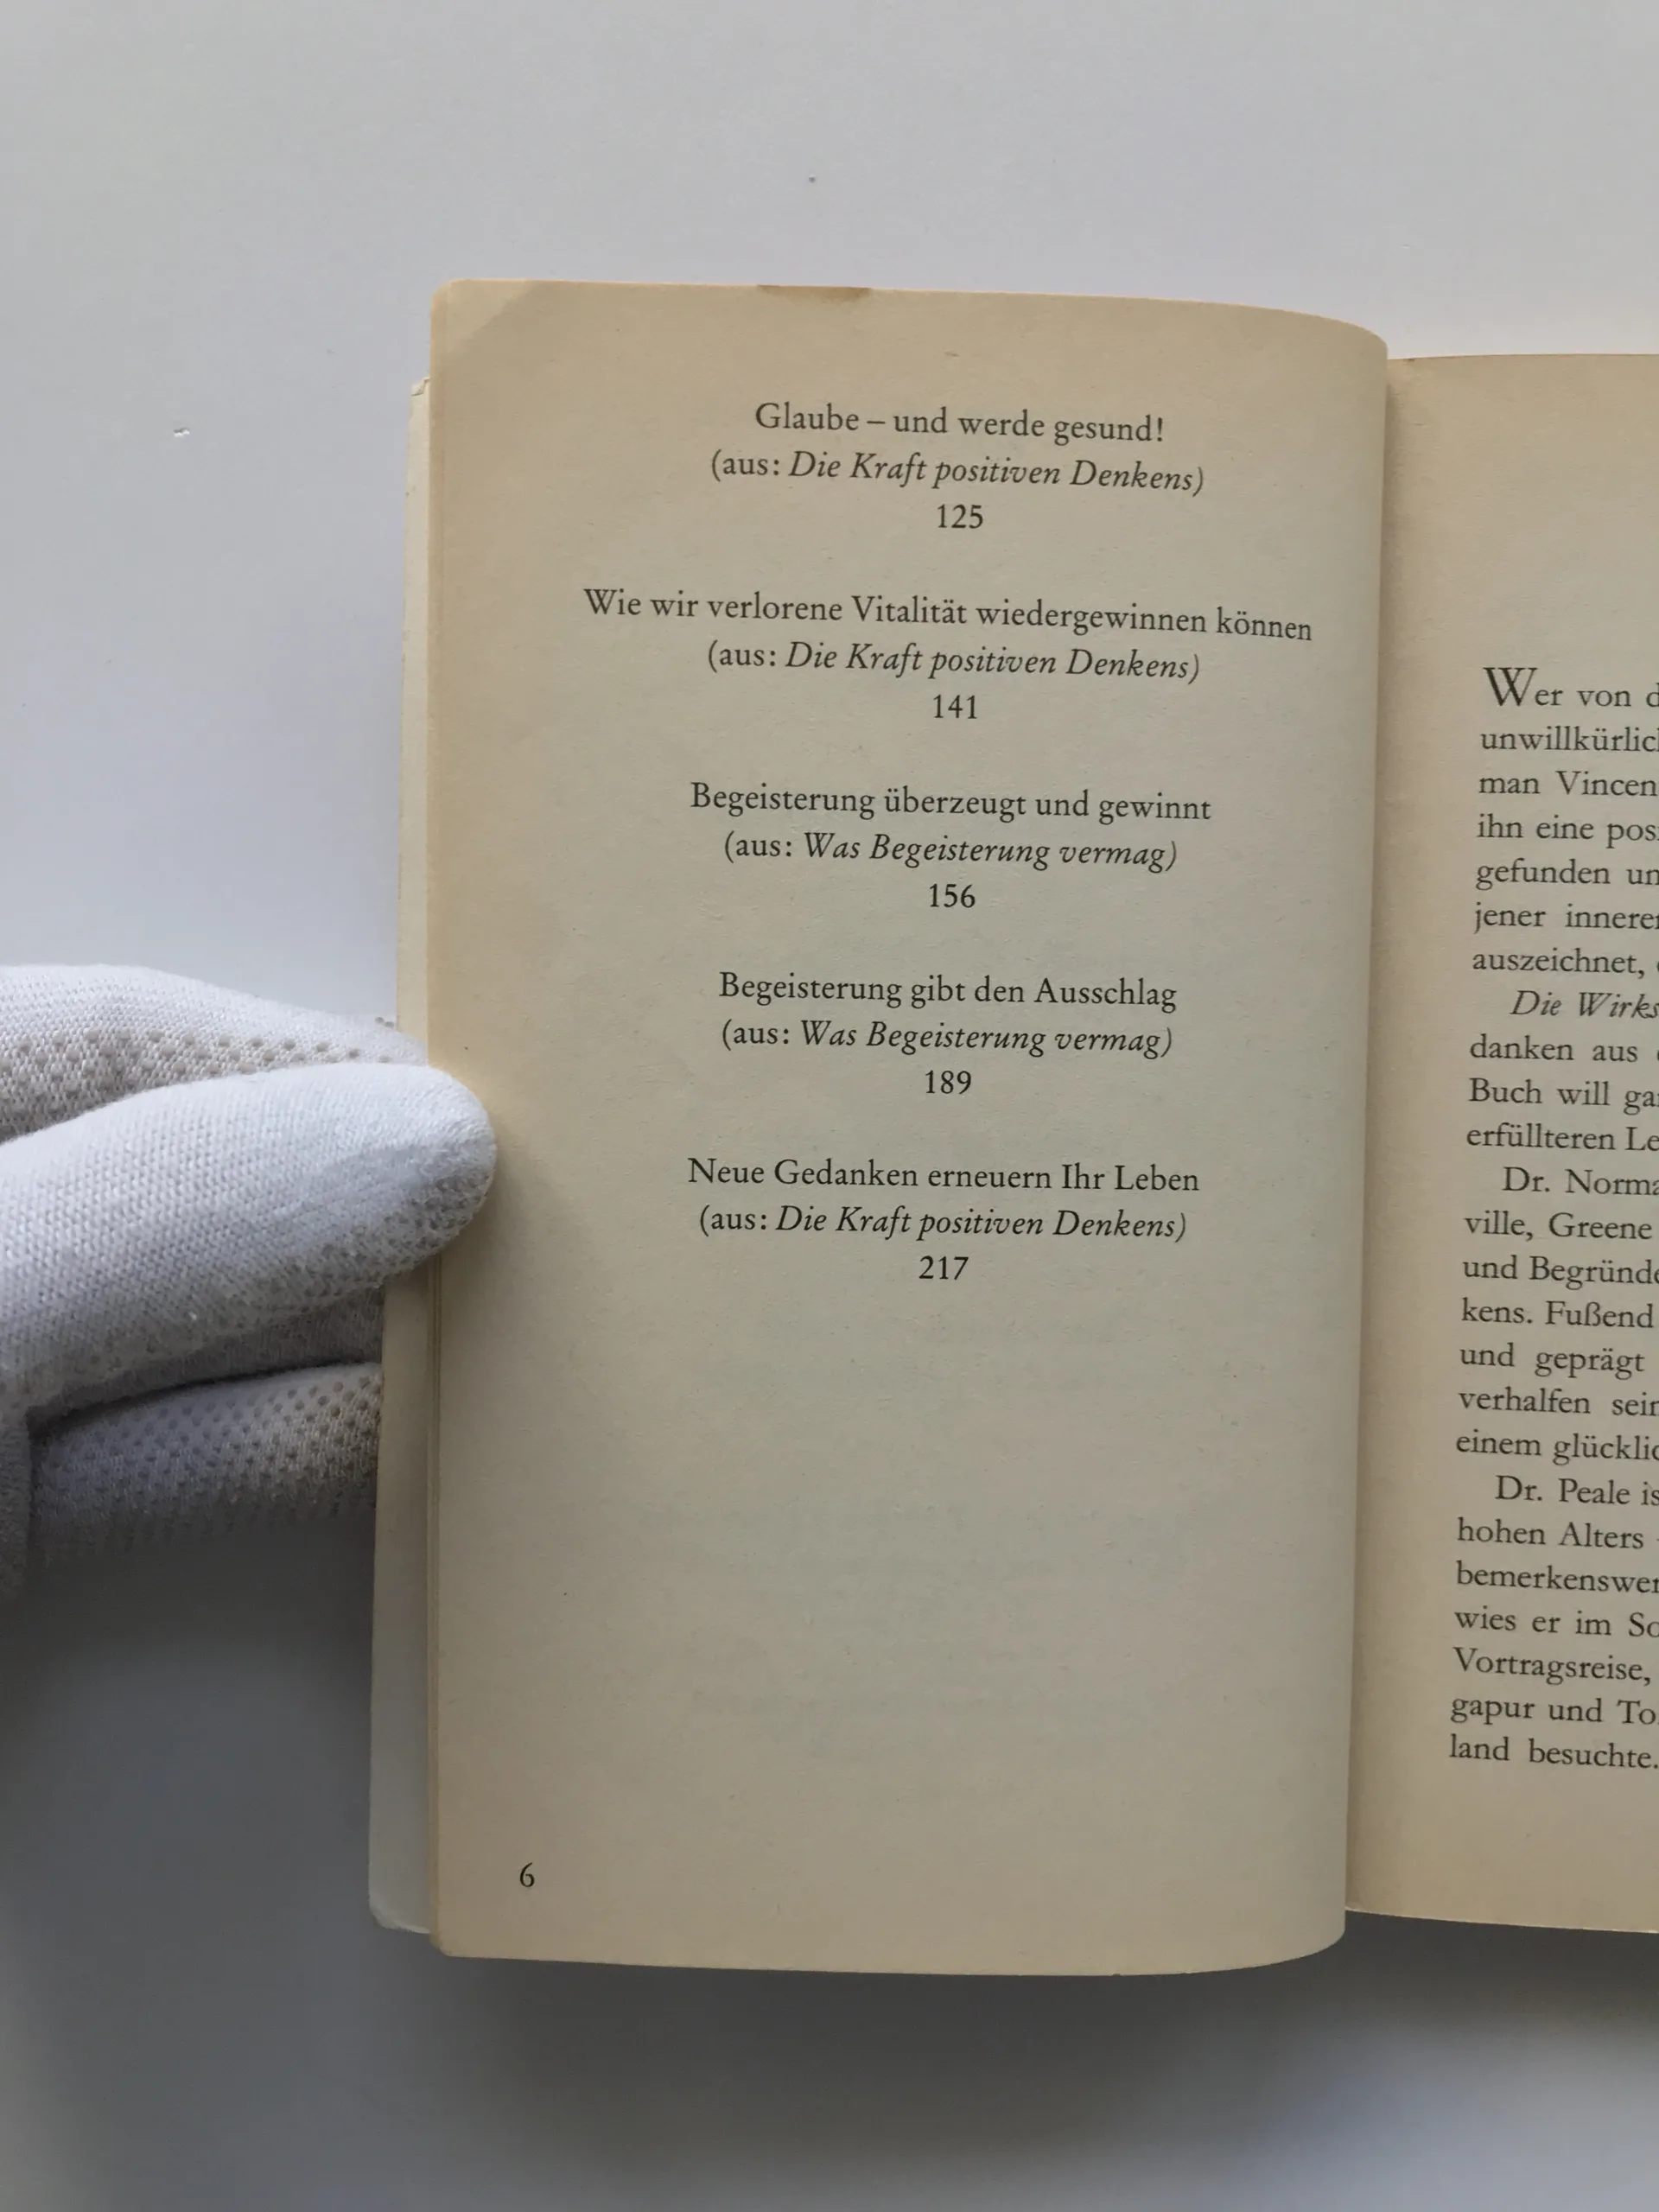 Glaube – und werde gesund!
(aus: Die Kraft positiven Denkens)
125
Wie wir verlorene Vitalität wiedergewinnen können
(aus: Die Kraft positiven Denkens)
141
Begeisterung überzeugt und gewinnt
(aus: Was Begeisterung vermag)
156
Begeisterung gibt den Ausschlag
(aus: Was Begeisterung vermag)
189
Neue Gedanken erneuern Ihr Leben
(aus: Die Kraft positiven Denkens)
217
6
Wer von
man
ihn eine
gefunden
jener
auszeichnet,
Die
danken aus
Buch will
erfüllteren
Dr.
ville, Greene
und
kens. Fußend
und geprägt
verhalfen
einem
Dr. Peale
hohen Alters
wies er im
Vortragsreise,
gapur und
land besuchte.